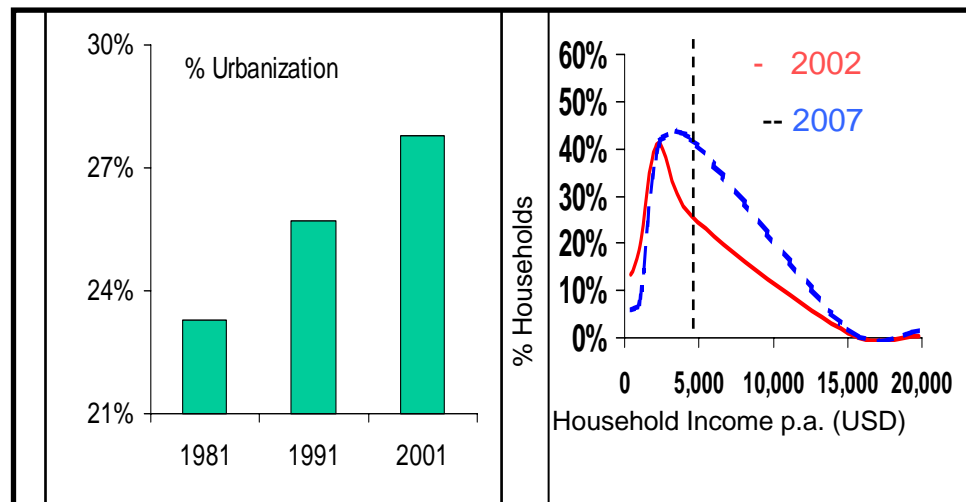 30%
% Urbanization
27%
24%
21%
1981 1991 2001
60%
50%
40%
30%
20%
10%
0%
% Households
- 2002
-- 2007
0 5,000 10,000 15,000 20,000
Household Income p.a. (USD)